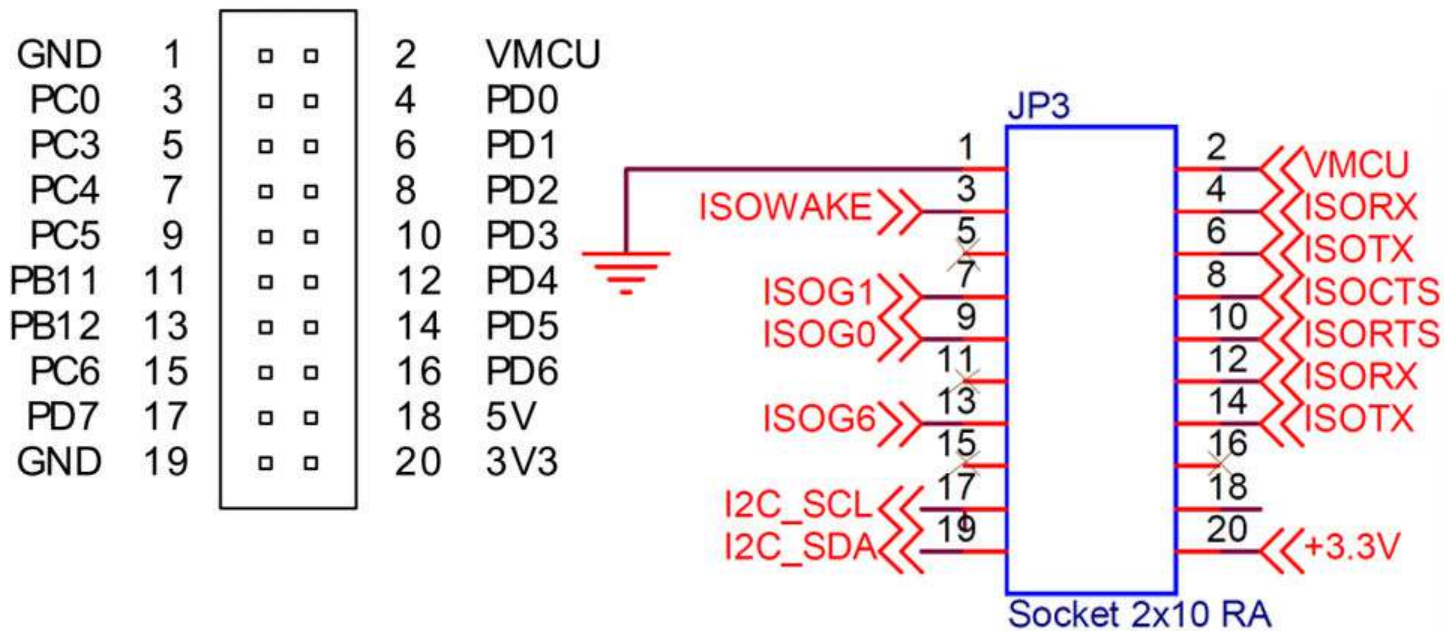 GND 1 2 VMCU
PC0 3 4 PD0
PC3 5 6 PD1
PC4 7 8 PD2
PC5 9 10 PD3
PB11 11 12 PD4
PB12 13 14 PD5
PC6 15 16 PD6
PD7 17 18 5V
GND 19 20 3V3
JP3
1 2 VMCU
ISOWAKE 3 4 ISORX
5 6 ISOTX
ISOG1 7 8 ISOCTS
ISOG0 9 10 ISORTS
11 12 ISORX
ISOG6 13 14 ISOTX
15 16
I2C_SCL 17 18
I2C_SDA 19 20 +3.3V
Socket 2x10 RA